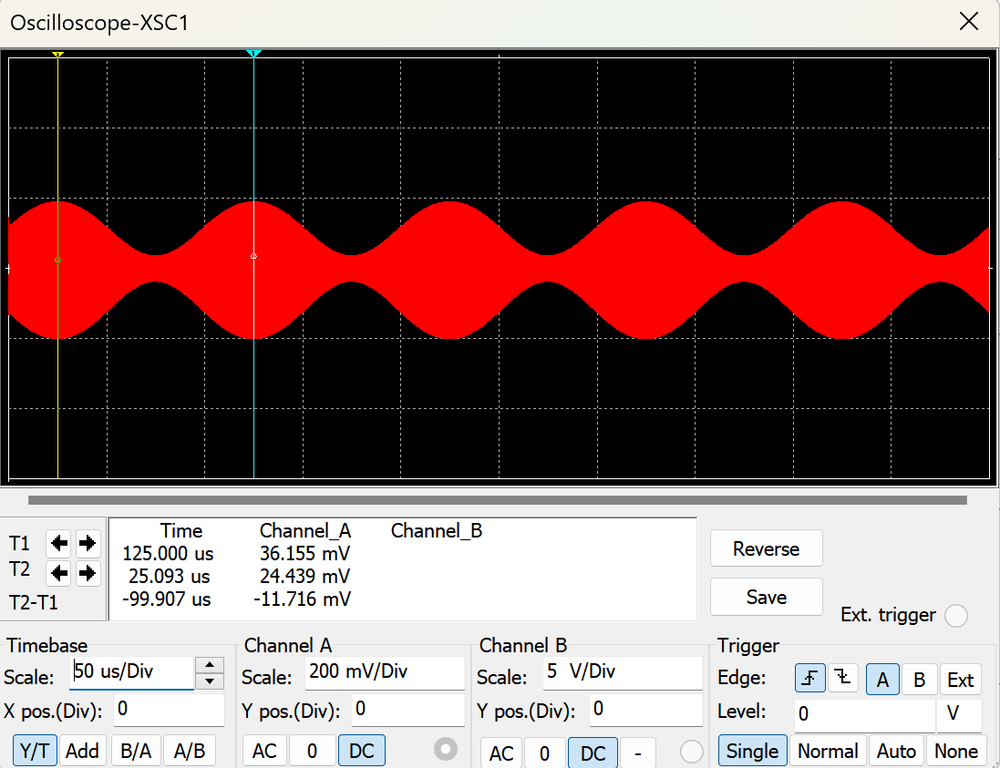 Oscilloscope-XSC1
Time Channel_A Channel_B
T1 125.000 us 36.155 mV
T2 25.093 us 24.439 mV
T2-T1 -99.907 us -11.716 mV
Reverse
Save
Ext. trigger
Timebase
Scale: 50 us/Div
X pos.(Div): 0
Y/T Add B/A A/B
Channel A
Scale: 200 mV/Div
Y pos.(Div): 0
AC 0 DC
Channel B
Scale: 5 V/Div
Y pos.(Div): 0
AC 0 DC -
Trigger
Edge: A B Ext
Level: 0 V
Single Normal Auto None